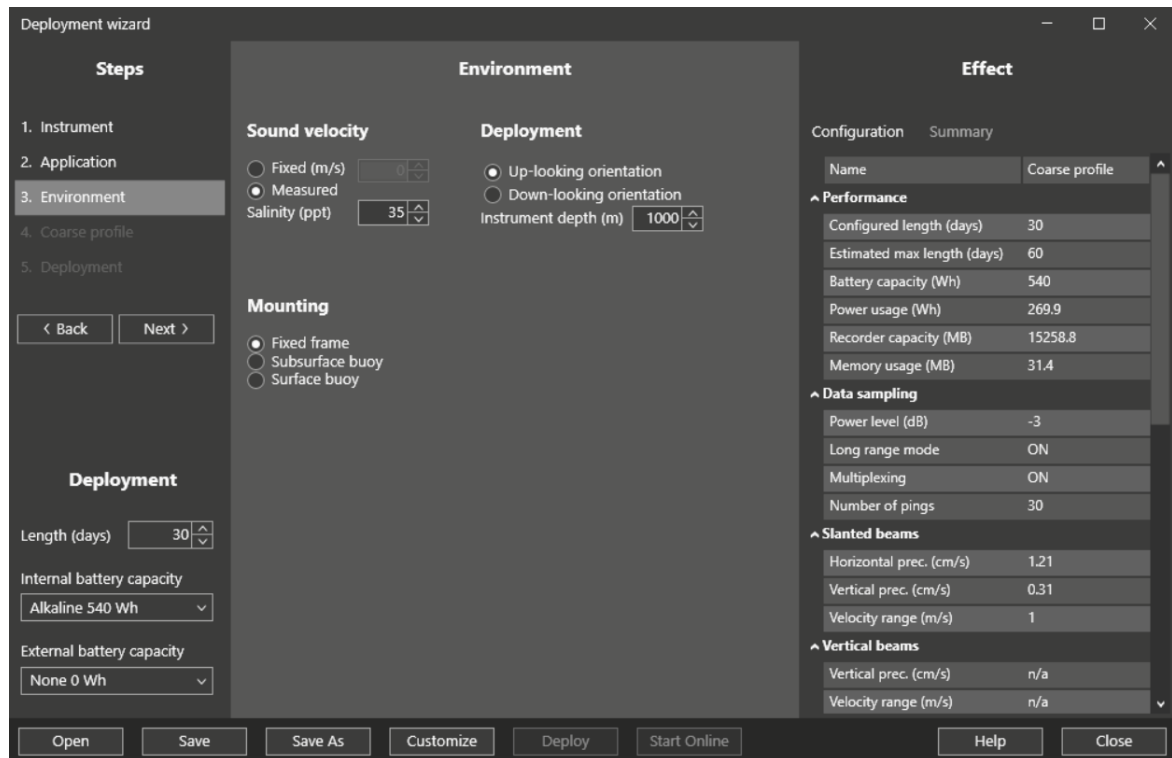 Deployment wizard
Steps
1. Instrument
2. Application
3. Environment
4. Coarse profile
5. Deployment
< Back Next >
Deployment
Length (days) 30
Internal battery capacity
Alkaline 540 Wh
External battery capacity
None 0 Wh
Environment
Sound velocity
Fixed (m/s) 0
Measured
Salinity (ppt) 35
Deployment
Up-looking orientation
Down-looking orientation
Instrument depth (m) 1000
Mounting
Fixed frame
Subsurface buoy
Surface buoy
Effect
Configuration Summary
Name Coarse profile
Performance
Configured length (days) 30
Estimated max length (days) 60
Battery capacity (Wh) 540
Power usage (Wh) 269.9
Recorder capacity (MB) 15258.8
Memory usage (MB) 31.4
Data sampling
Power level (dB) -3
Long range mode ON
Multiplexing ON
Number of pings 30
Slanted beams
Horizontal prec. (cm/s) 1.21
Vertical prec. (cm/s) 0.31
Velocity range (m/s) 1
Vertical beams
Vertical prec. (cm/s) n/a
Velocity range (m/s) n/a
Open Save Save As Customize Deploy Start Online Help Close